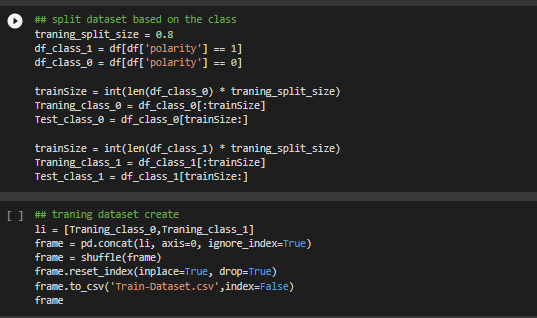 ## split dataset based on the class
traning_split_size = 0.8
df_class_1 = df[df['polarity'] == 1]
df_class_0 = df[df['polarity'] == 0]
trainSize = int(len(df_class_0) * traning_split_size)
Traning_class_0 = df_class_0[:trainSize]
Test_class_0 = df_class_0[trainSize:]
trainSize = int(len(df_class_1) * traning_split_size)
Traning_class_1 = df_class_1[:trainSize]
Test_class_1 = df_class_1[trainSize:]
[ ] ## traning dataset create
li = [Traning_class_0,Traning_class_1]
frame = pd.concat(li, axis=0, ignore_index=True)
frame = shuffle(frame)
frame.reset_index(inplace=True, drop=True)
frame.to_csv('Train-Dataset.csv',index=False)
frame